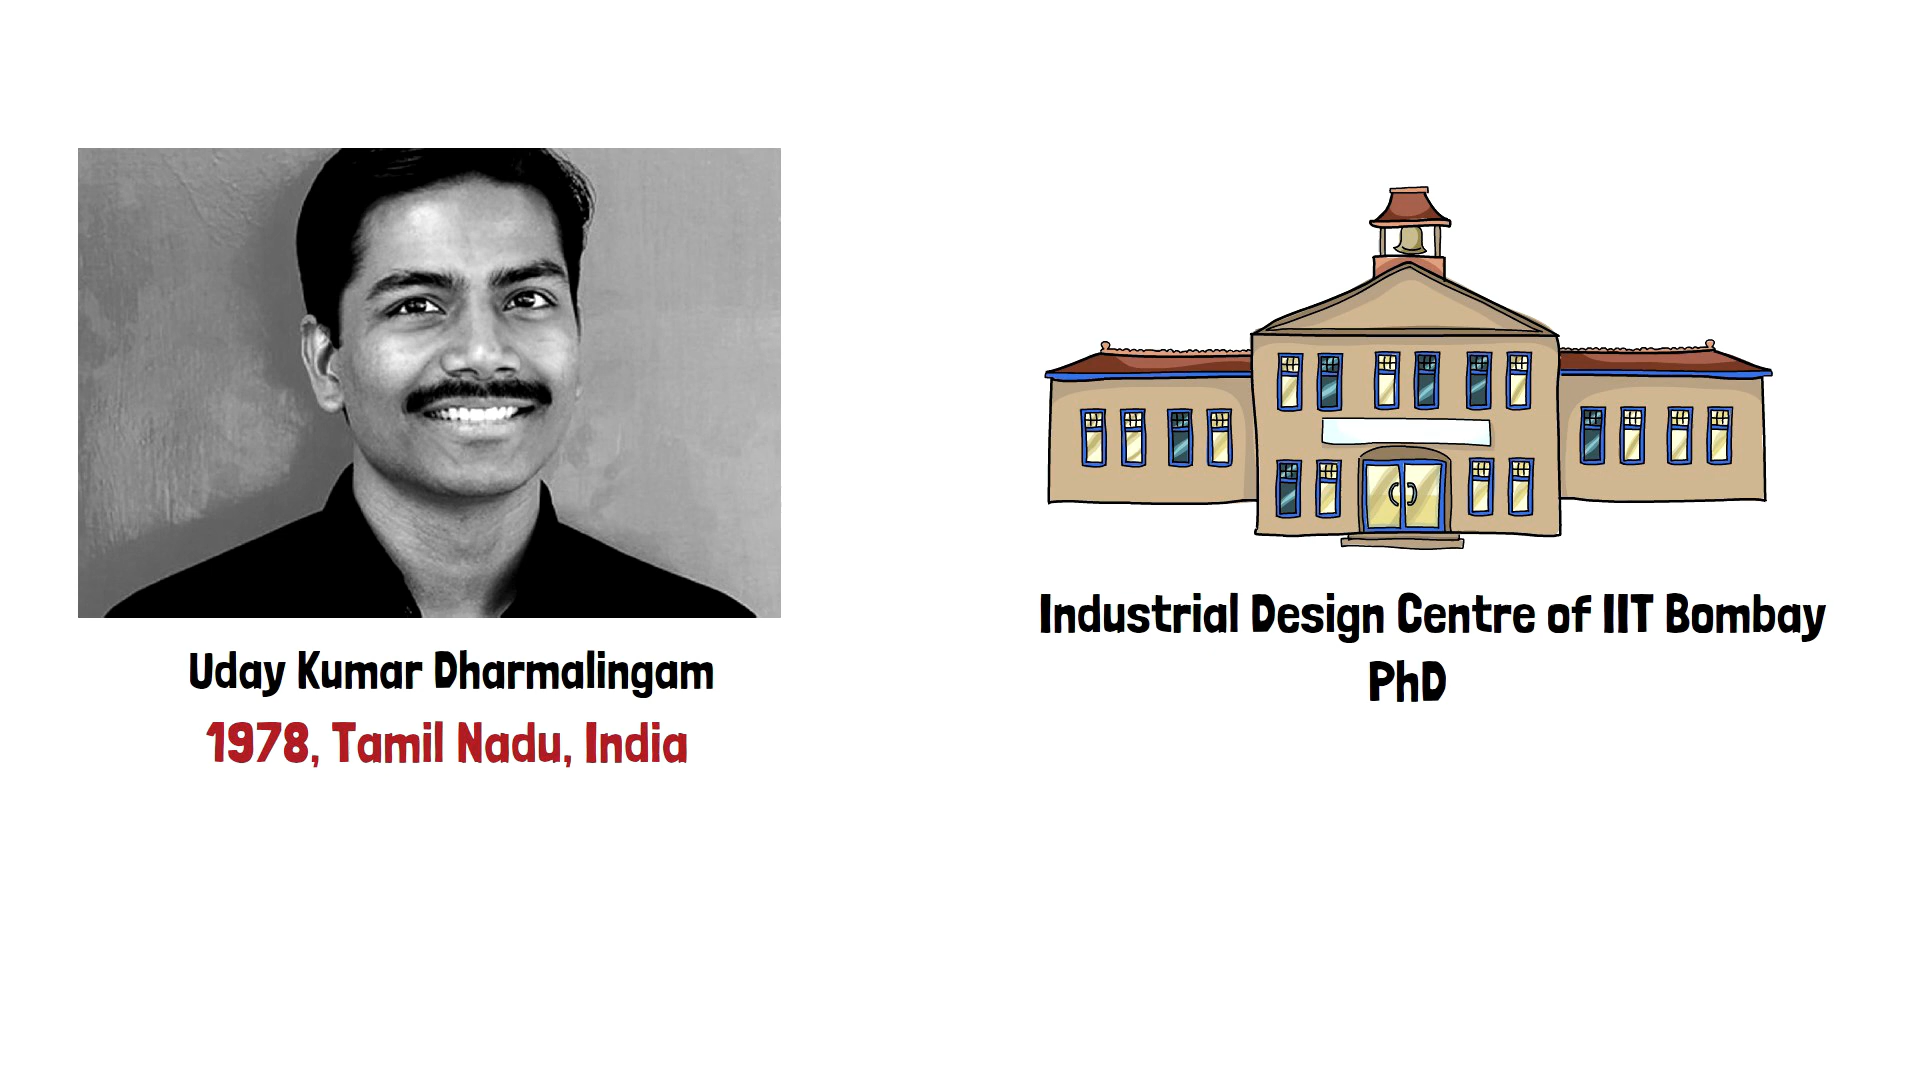 Uday Kumar Dharmalingam
1978, Tamil Nadu, India
Industrial Design Centre of IIT Bombay
PhD